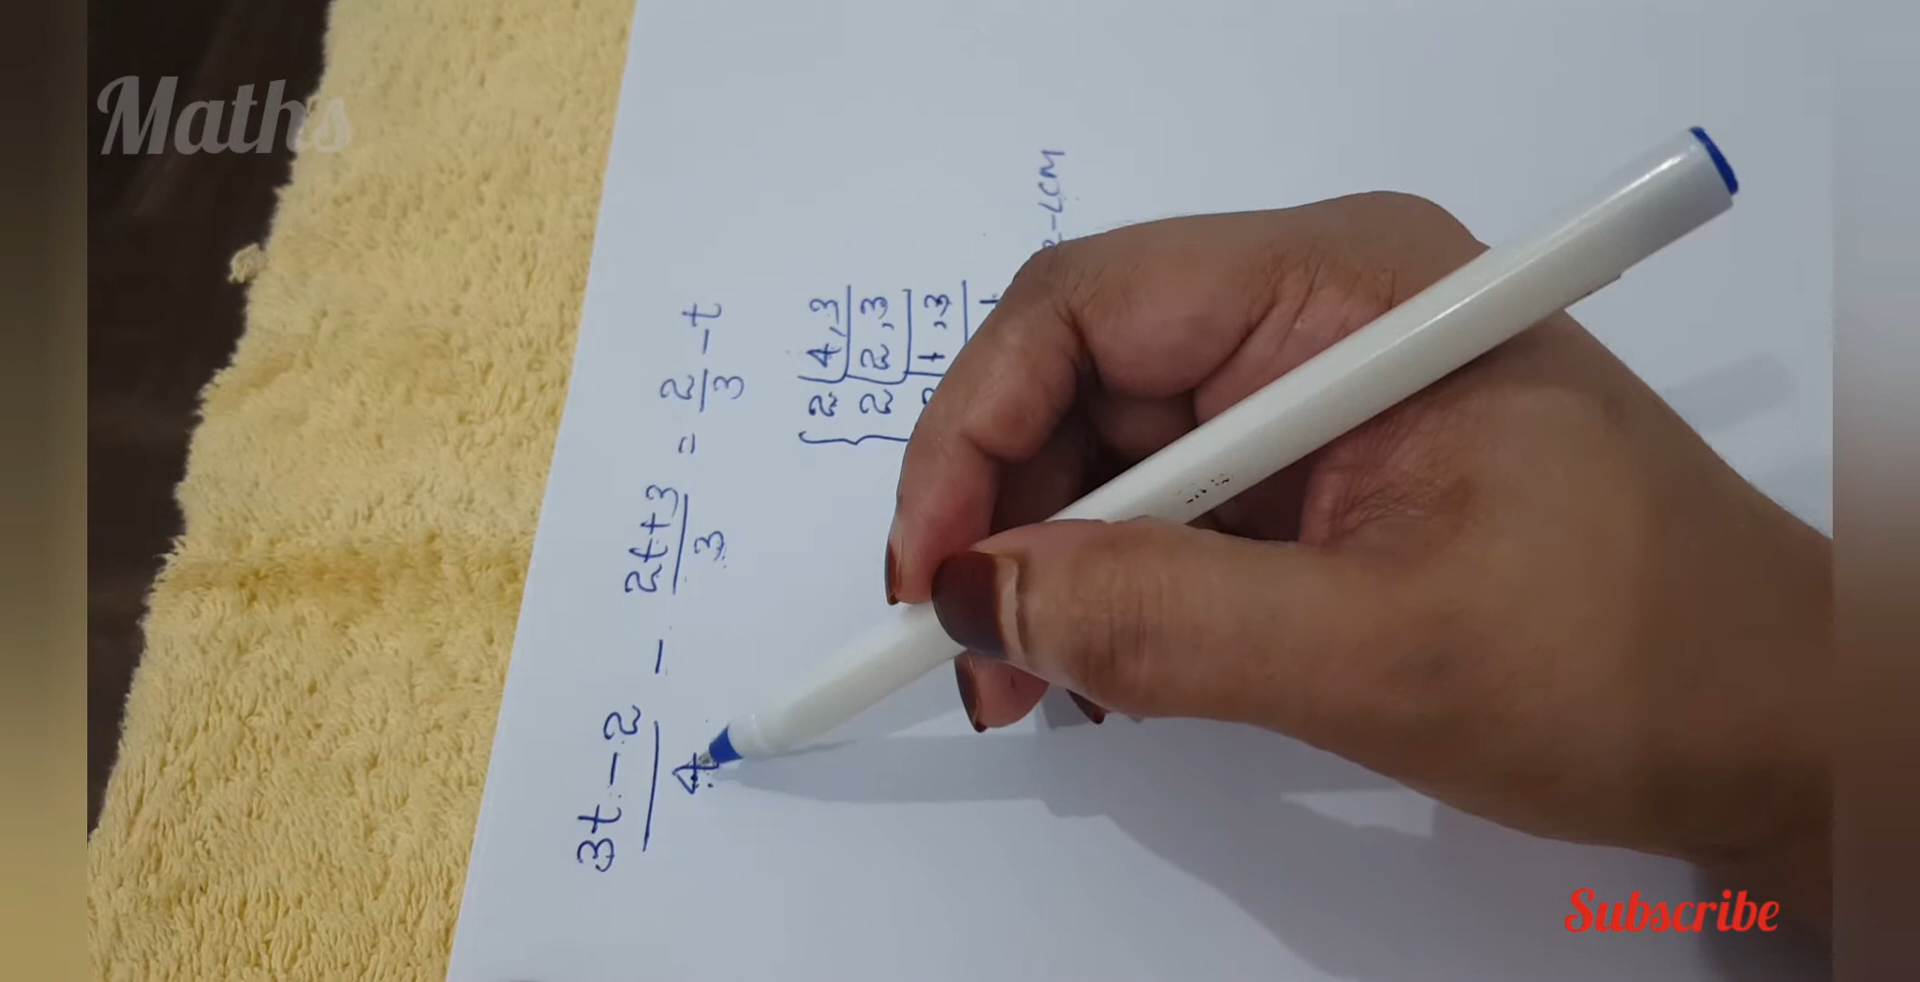 Maths
3t-2/4 - 2t+3/3 = 2/3 - t
2 4,3
2 2,3
1,3
1
-LCM
Subscribe